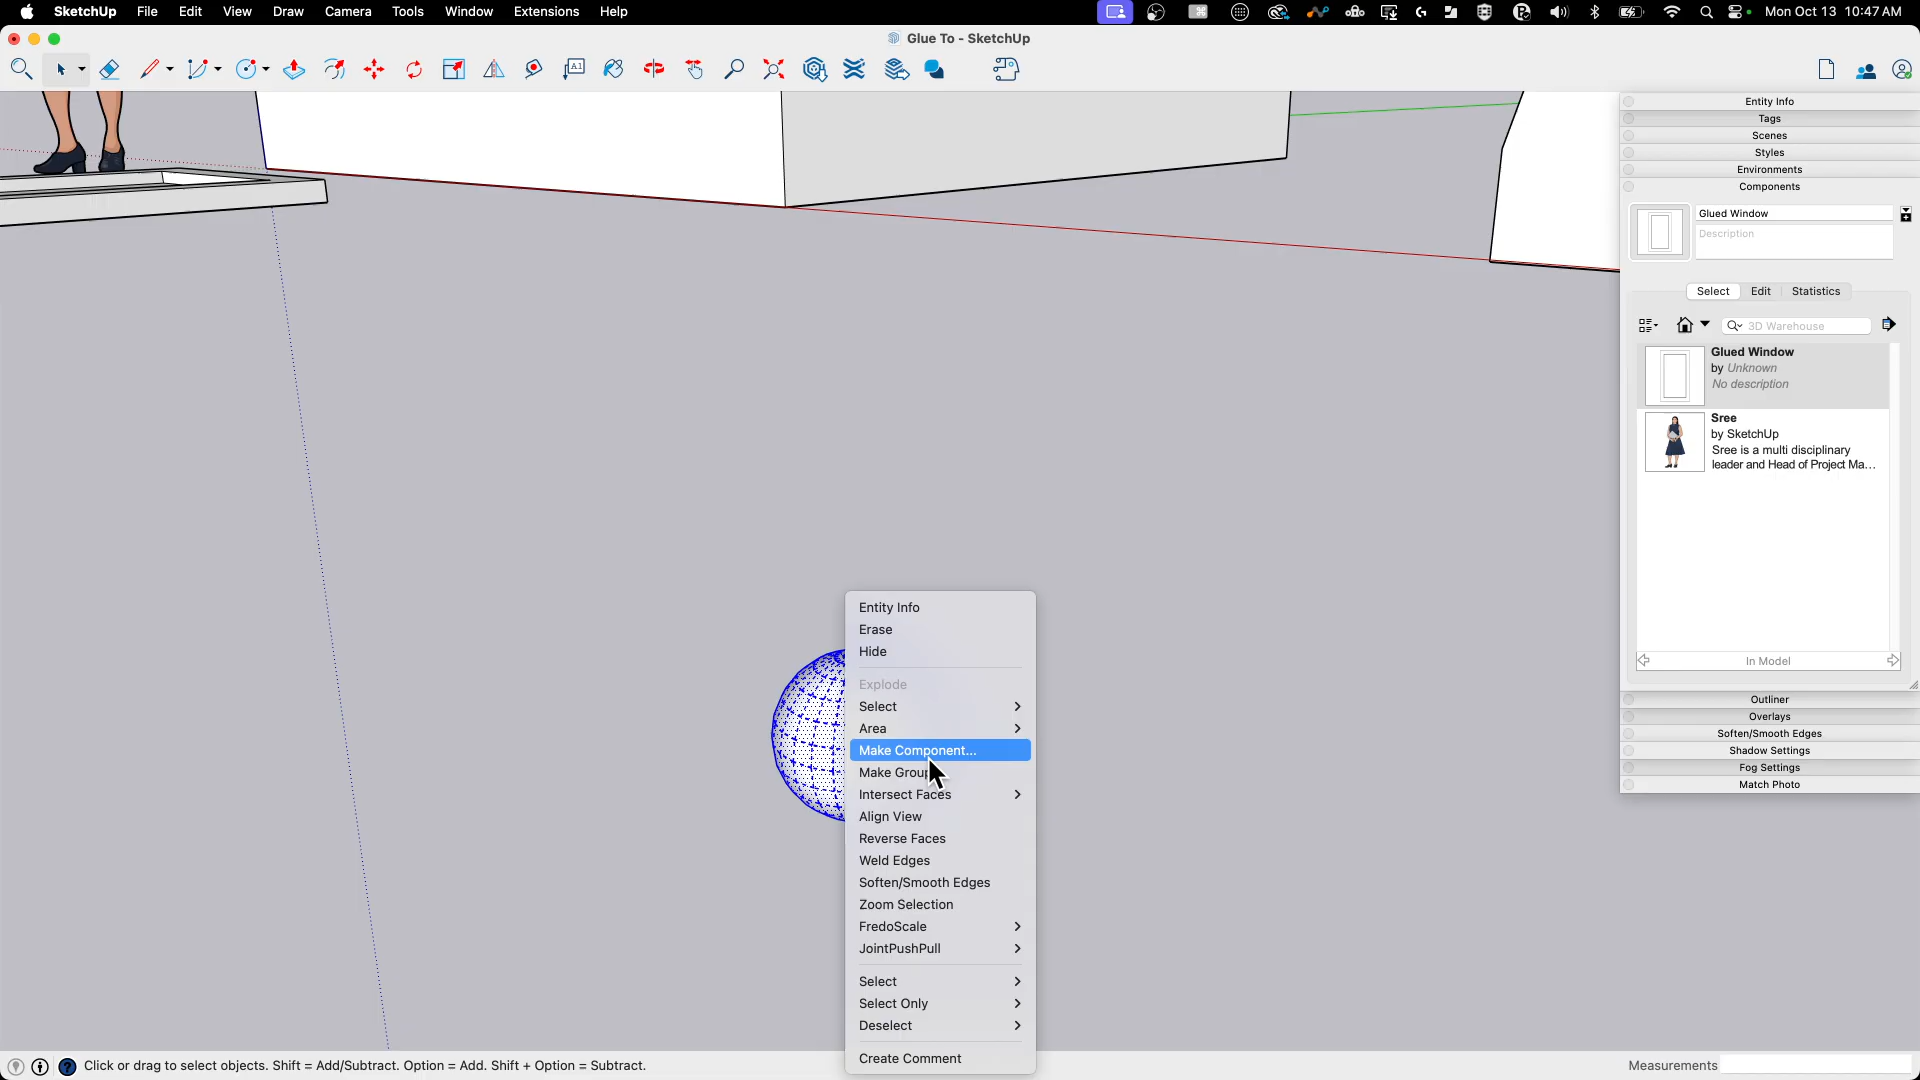 SketchUp File Edit View Draw Camera Tools Window Extensions Help
Mon Oct 13 10:47 AM
Glue To - SketchUp
Entity Info
Tags
Scenes
Styles
Environments
Components
Glued Window
Description
Select Edit Statistics
3D Warehouse
Glued Window
by Unknown
No description
Sree
by SketchUp
Sree is a multi disciplinary
leader and Head of Project Ma...
In Model
Outliner
Overlays
Soften/Smooth Edges
Shadow Settings
Fog Settings
Match Photo
Entity Info
Erase
Hide
Explode
Select
Area
Make Component...
Make Group
Intersect Faces
Align View
Reverse Faces
Weld Edges
Soften/Smooth Edges
Zoom Selection
FredoScale
JointPushPull
Select
Select Only
Deselect
Create Comment
Click or drag to select objects. Shift = Add/Subtract. Option = Add. Shift + Option = Subtract.
Measurements